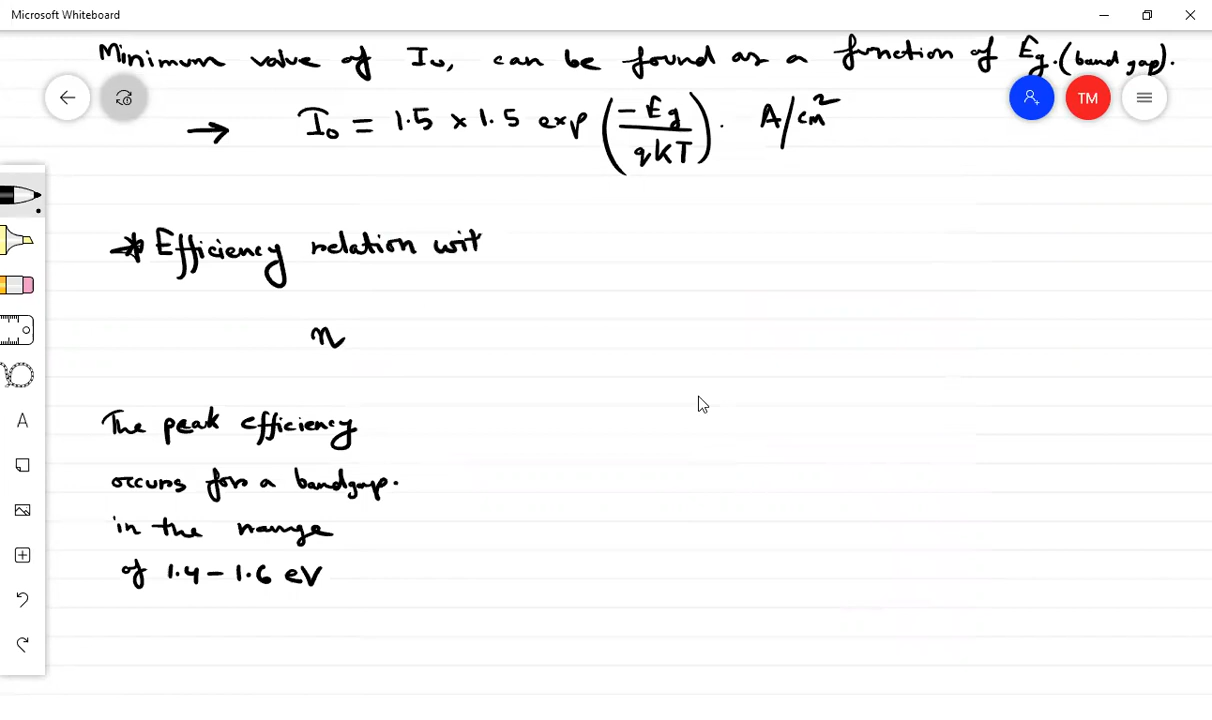 Microsoft Whiteboard
Minimum value of I₀, can be found as a function of Eg. (band gap).
→ I₀ = 1.5 × 1.5 exp (-Eg / qkT). A/cm²
TM
* Efficiency relation wit
n
The peak efficiency
occurs for a bandgap.
in the range
of 1.4 - 1.6 eV
A